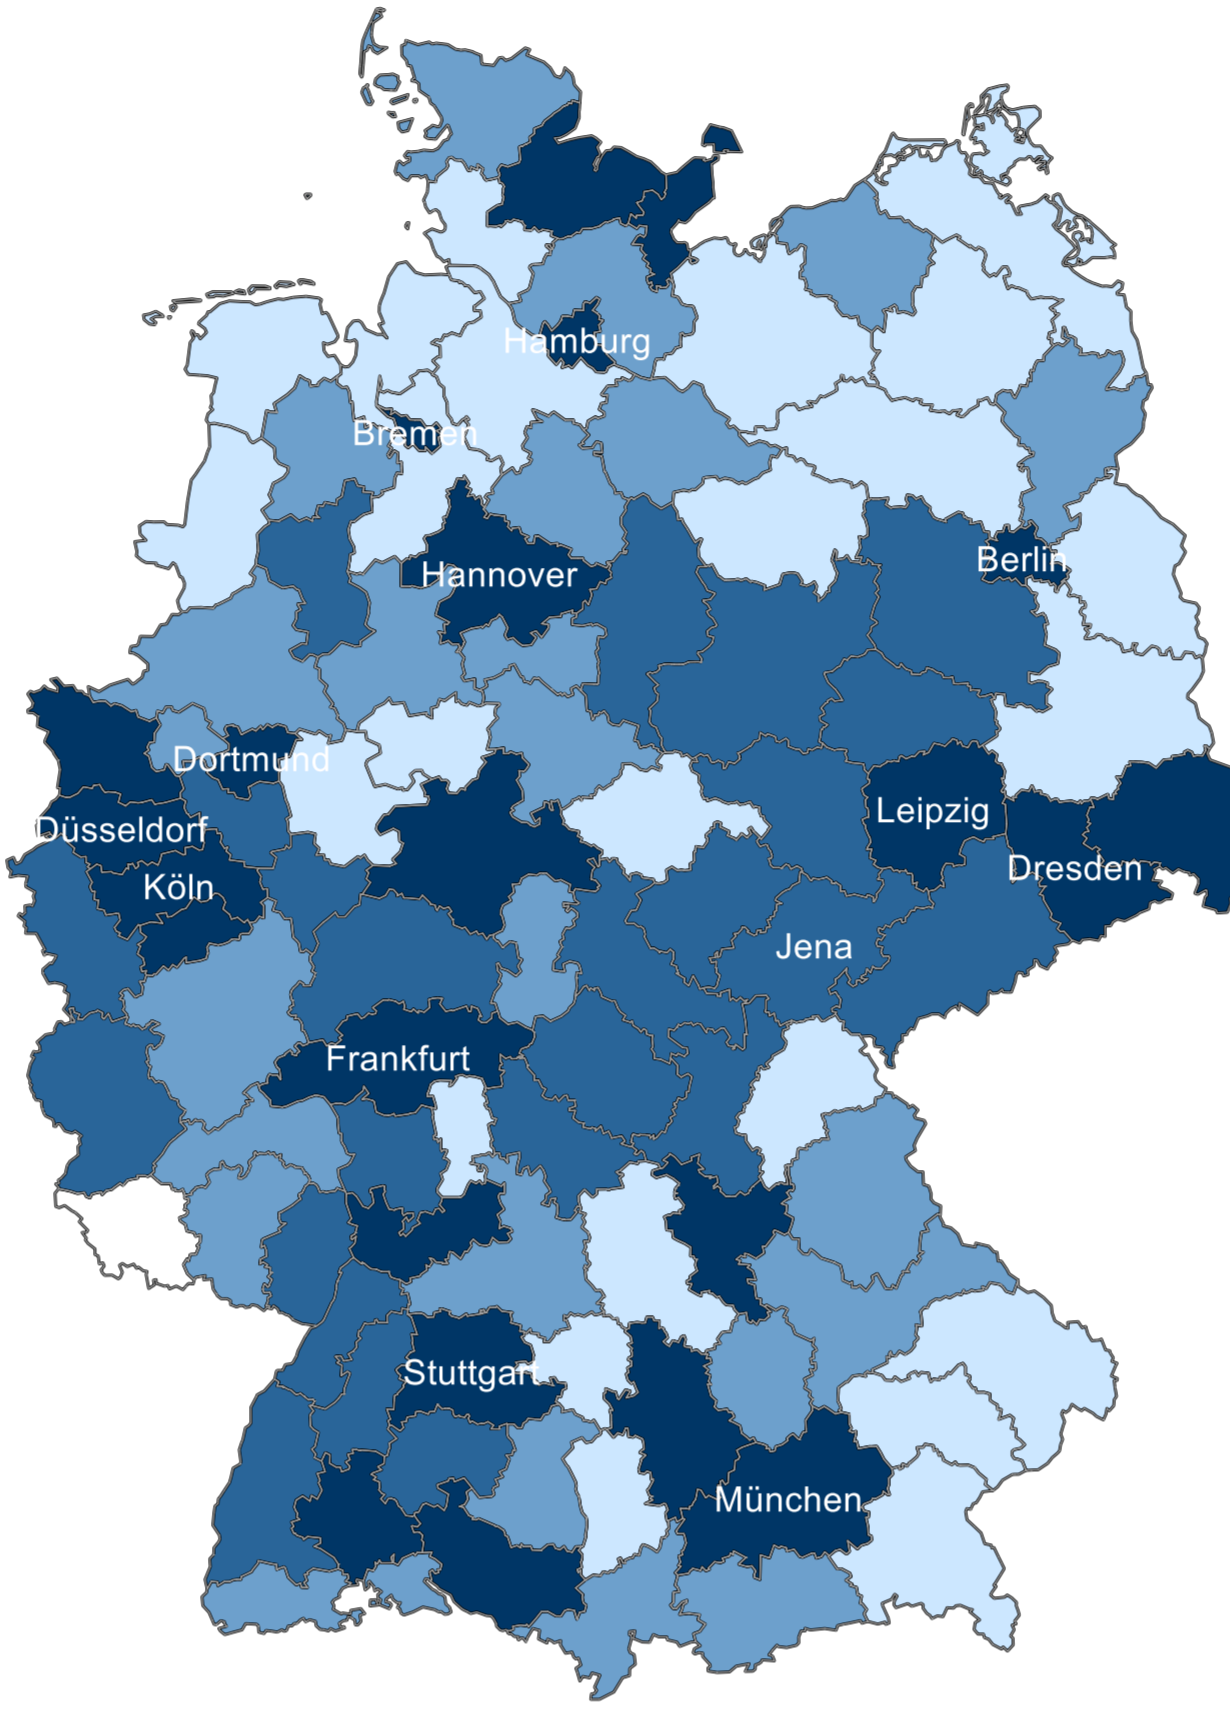 Hamburg
Bremen
Berlin
Hannover
Dortmund
Leipzig
Düsseldorf
Dresden
Köln
Jena
Frankfurt
Stuttgart
München